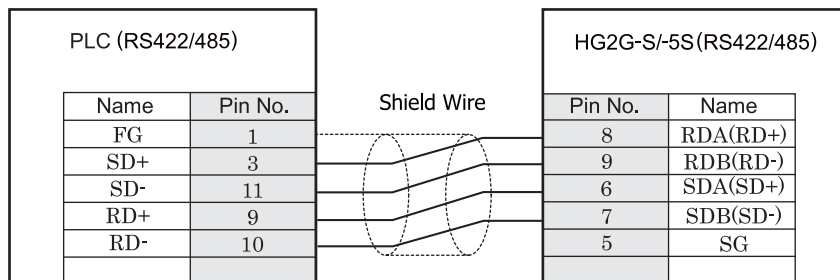 PLC (RS422/485)
HG2G-S/-5S(RS422/485)
Shield Wire
Name Pin No.
FG 1
SD+ 3
SD- 11
RD+ 9
RD- 10
Pin No. Name
8 RDA(RD+)
9 RDB(RD-)
6 SDA(SD+)
7 SDB(SD-)
5 SG